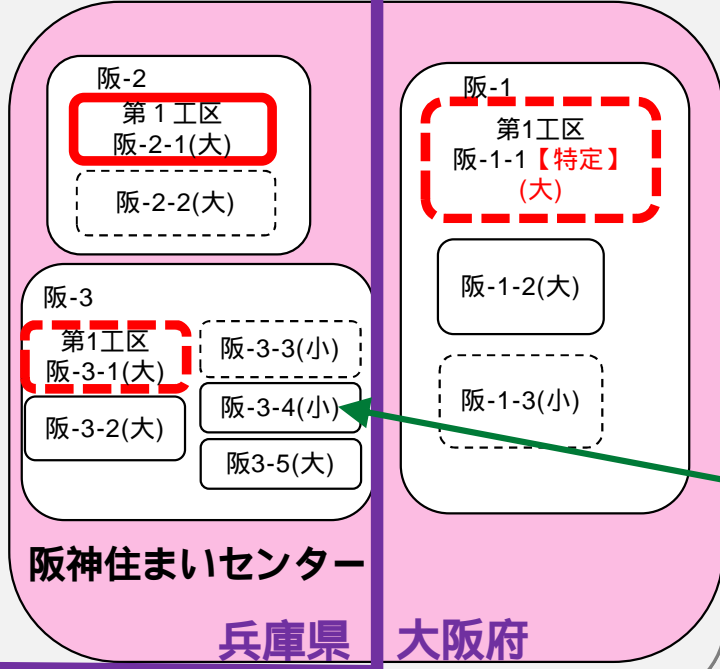 阪-2
第１工区
阪-2-1(大)
阪-2-2(大)
阪-3
第1工区
阪-3-1(大)
阪-3-2(大)
阪-3-3(小)
阪-3-4(小)
阪3-5(大)
阪神住まいセンター
兵庫県
阪-1
第1工区
阪-1-1【特定】
(大)
阪-1-2(大)
阪-1-3(小)
大阪府